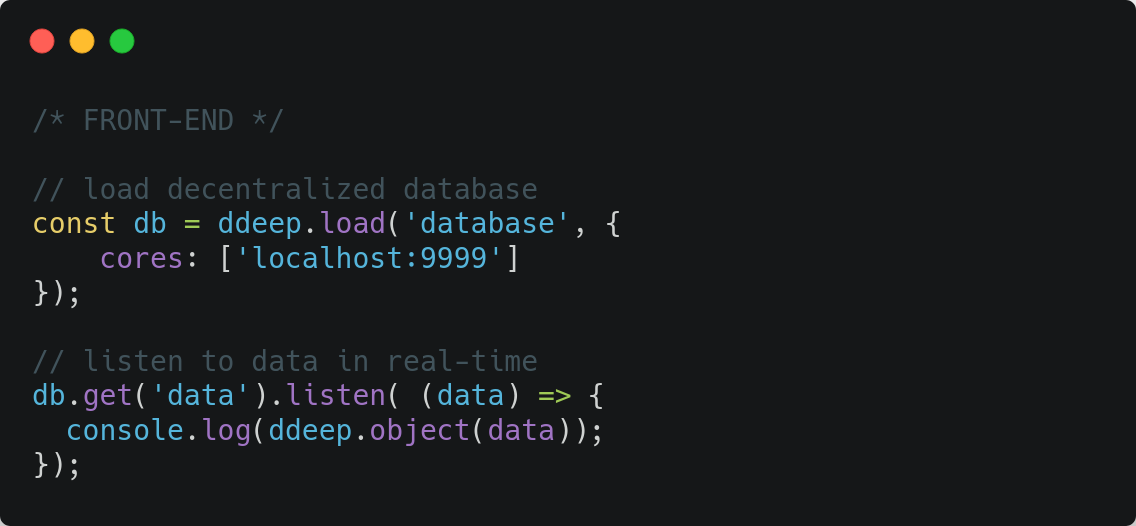 /* FRONT-END */
// load decentralized database
const db = ddeep.load('database', {
    cores: ['localhost:9999']
});
// listen to data in real-time
db.get('data').listen( (data) => {
  console.log(ddeep.object(data));
});